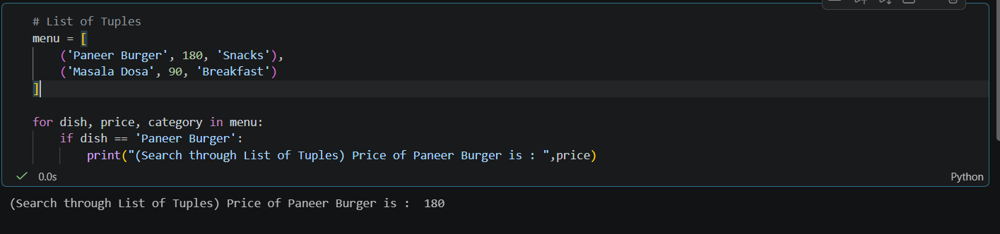 # List of Tuples
menu = [
    ('Paneer Burger', 180, 'Snacks'),
    ('Masala Dosa', 90, 'Breakfast')
]
for dish, price, category in menu:
    if dish == 'Paneer Burger':
        print("(Search through List of Tuples) Price of Paneer Burger is : ",price)
0.0s Python
(Search through List of Tuples) Price of Paneer Burger is :  180